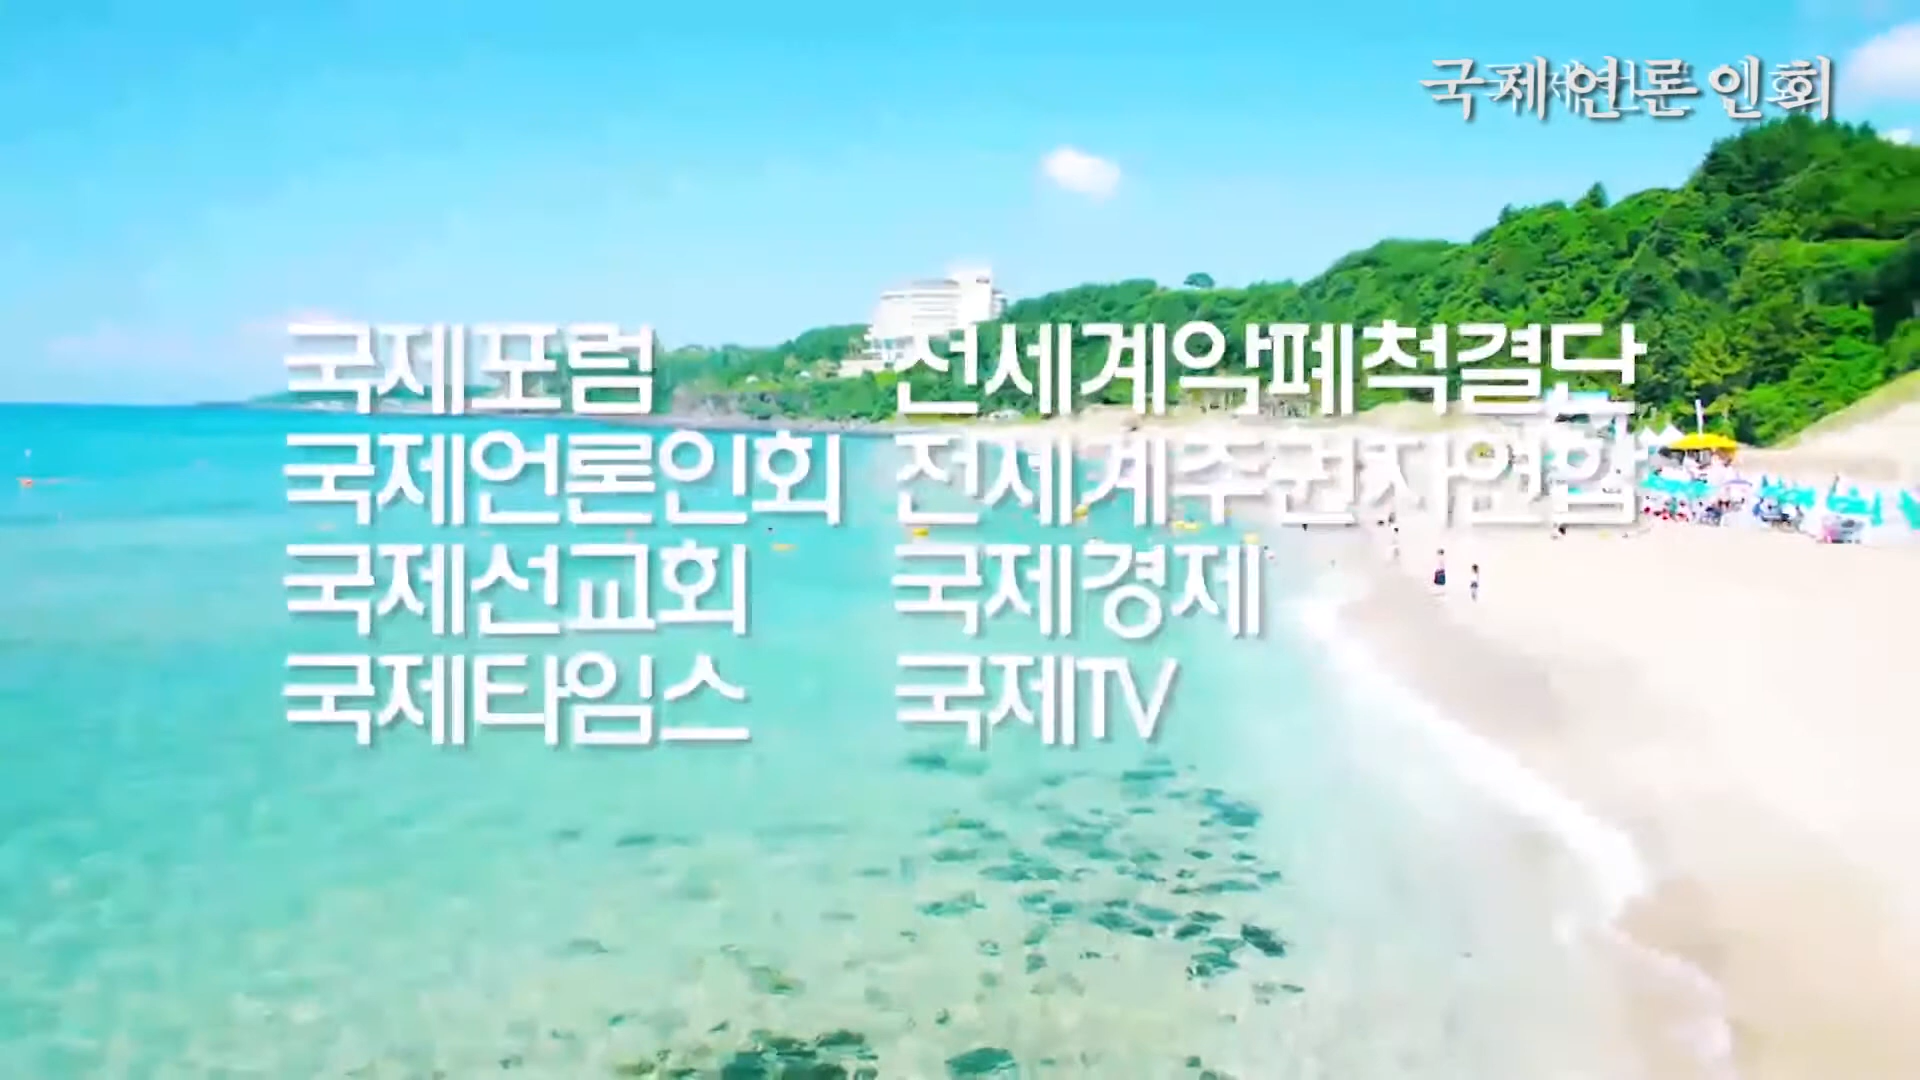 국제언론인회
국제포럼 전세계악폐척결단
국제언론인회 전세계주권자연합
국제선교회 국제경제
국제타임스 국제TV